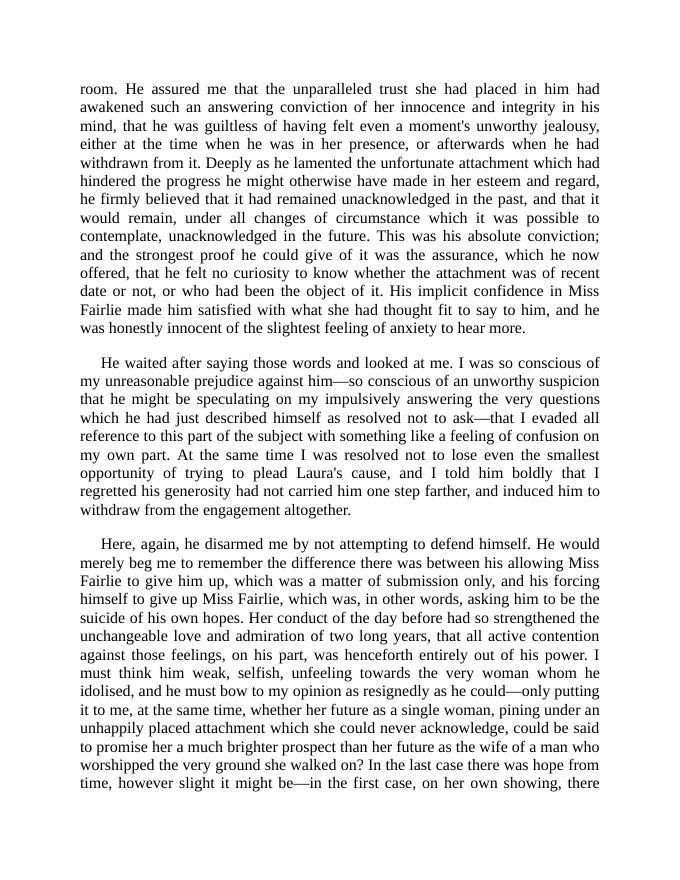 room. He assured me that the unparalleled trust she had placed in him had
awakened such an answering conviction of her innocence and integrity in his
mind, that he was guiltless of having felt even a moment's unworthy jealousy,
either at the time when he was in her presence, or afterwards when he had
withdrawn from it. Deeply as he lamented the unfortunate attachment which had
hindered the progress he might otherwise have made in her esteem and regard,
he firmly believed that it had remained unacknowledged in the past, and that it
would remain, under all changes of circumstance which it was possible to
contemplate, unacknowledged in the future. This was his absolute conviction;
and the strongest proof he could give of it was the assurance, which he now
offered, that he felt no curiosity to know whether the attachment was of recent
date or not, or who had been the object of it. His implicit confidence in Miss
Fairlie made him satisfied with what she had thought fit to say to him, and he
was honestly innocent of the slightest feeling of anxiety to hear more.
He waited after saying those words and looked at me. I was so conscious of
my unreasonable prejudice against him—so conscious of an unworthy suspicion
that he might be speculating on my impulsively answering the very questions
which he had just described himself as resolved not to ask—that I evaded all
reference to this part of the subject with something like a feeling of confusion on
my own part. At the same time I was resolved not to lose even the smallest
opportunity of trying to plead Laura's cause, and I told him boldly that I
regretted his generosity had not carried him one step farther, and induced him to
withdraw from the engagement altogether.
Here, again, he disarmed me by not attempting to defend himself. He would
merely beg me to remember the difference there was between his allowing Miss
Fairlie to give him up, which was a matter of submission only, and his forcing
himself to give up Miss Fairlie, which was, in other words, asking him to be the
suicide of his own hopes. Her conduct of the day before had so strengthened the
unchangeable love and admiration of two long years, that all active contention
against those feelings, on his part, was henceforth entirely out of his power. I
must think him weak, selfish, unfeeling towards the very woman whom he
idolised, and he must bow to my opinion as resignedly as he could—only putting
it to me, at the same time, whether her future as a single woman, pining under an
unhappily placed attachment which she could never acknowledge, could be said
to promise her a much brighter prospect than her future as the wife of a man who
worshipped the very ground she walked on? In the last case there was hope from
time, however slight it might be—in the first case, on her own showing, there